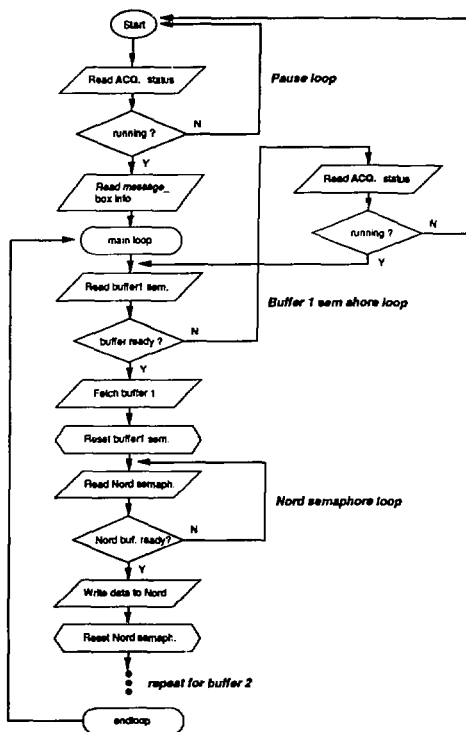 Start
Read ACQ. status
Pause loop
running ?
N
Y
Read message_
box info
Read ACQ. status
main loop
running ?
N
Y
Read buffer1 sem.
Buffer 1 sem ahore loop
buffer ready ?
N
Y
Fetch buffer 1
Reset buffer1 sem.
Read Nord semaph.
Nord semaphore loop
Nord buf. ready?
N
Y
Write data to Nord
Reset Nord semaph.
repeat for buffer 2
endloop